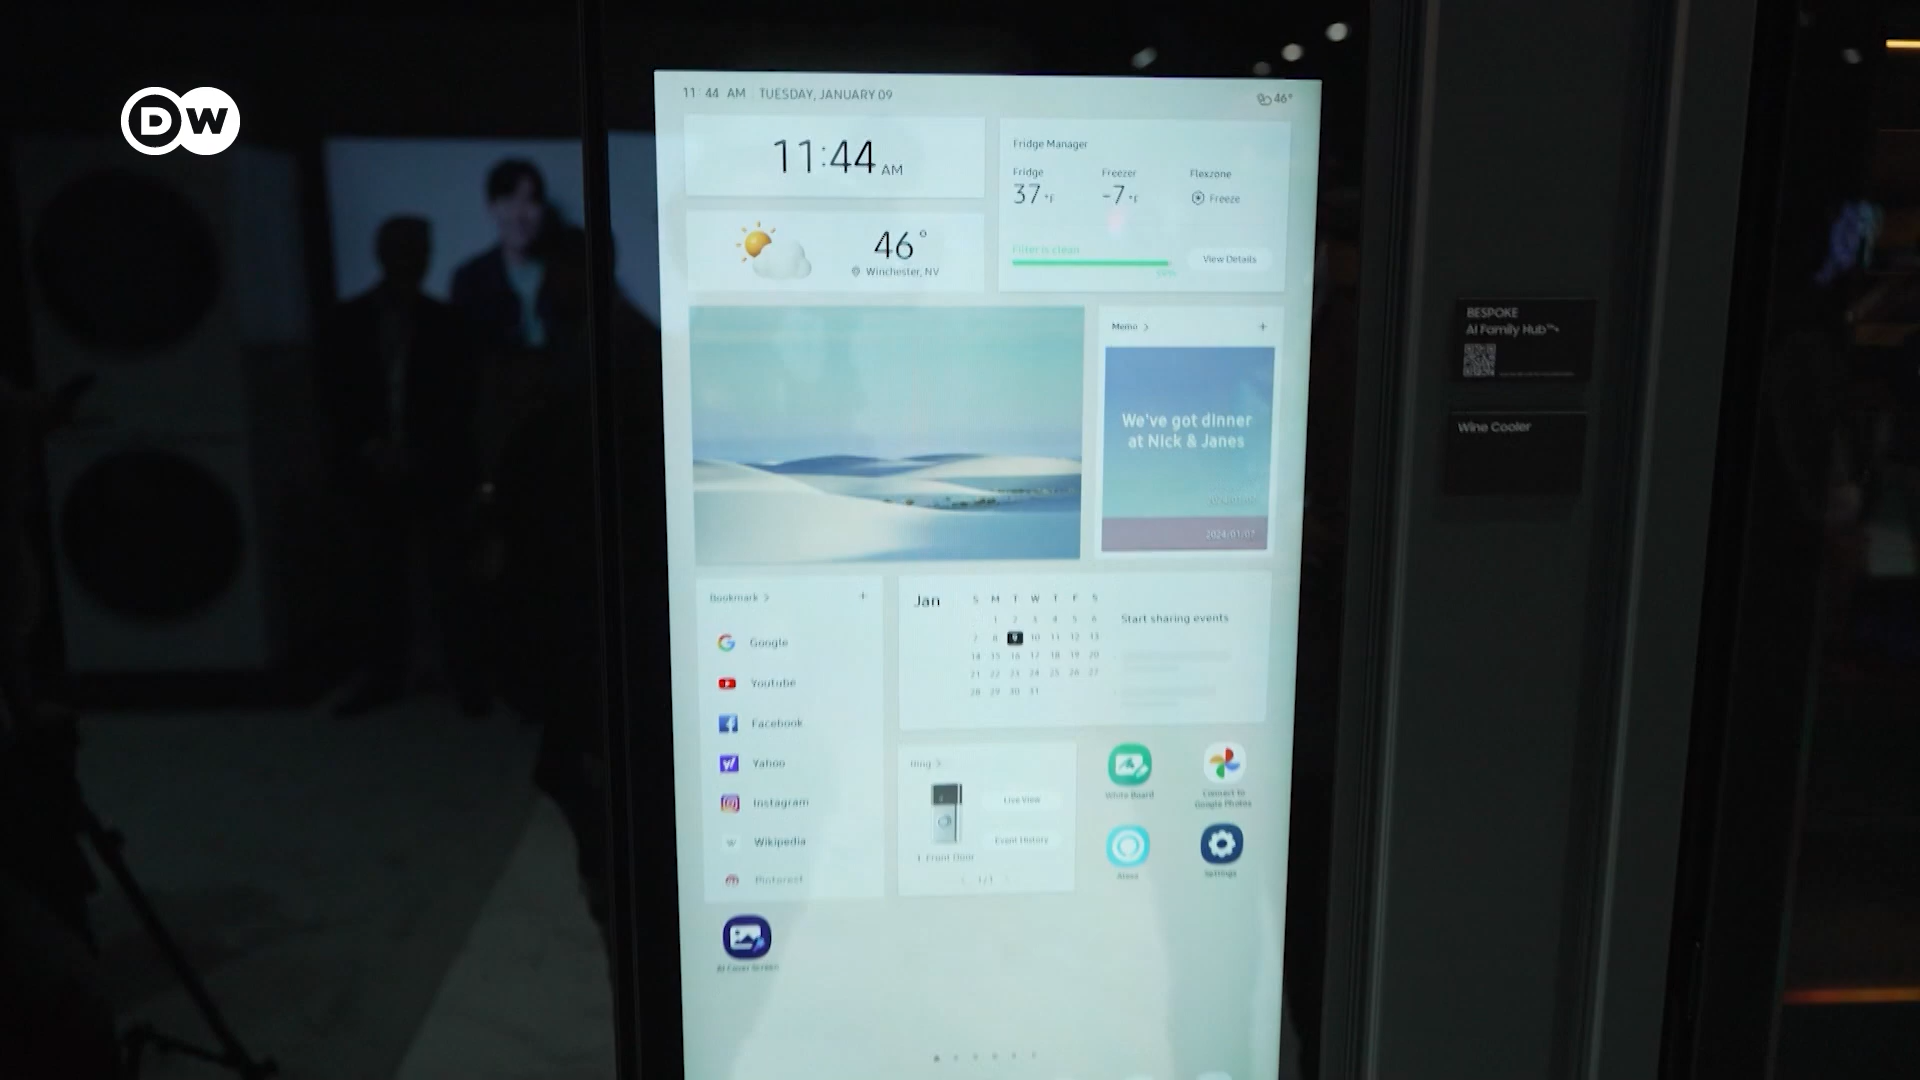 DW
11:44 AM TUESDAY, JANUARY 09
46°
11:44 AM
46°
Winchester, NV
Fridge Manager
Fridge Freezer Flexzone
37°F -7°F Freeze
Filter is clean
View Details
Memo >
+
We've got dinner
at Nick & Janes
2024/01/07
BESPOKE
AI Family Hub™+
Wine Cooler
Bookmark >
+
Google
Youtube
Facebook
Yahoo
Instagram
Wikipedia
Pinterest
Jan
S M T W T F S
1 2 3 4 5 6
7 8 9 10 11 12 13
14 15 16 17 18 19 20
21 22 23 24 25 26 27
28 29 30 31
Start sharing events
Ring >
Live View
Event History
Front Door
1/1
White Board
Connect to
Google Photos
Alexa
Settings
AI Cover Screen